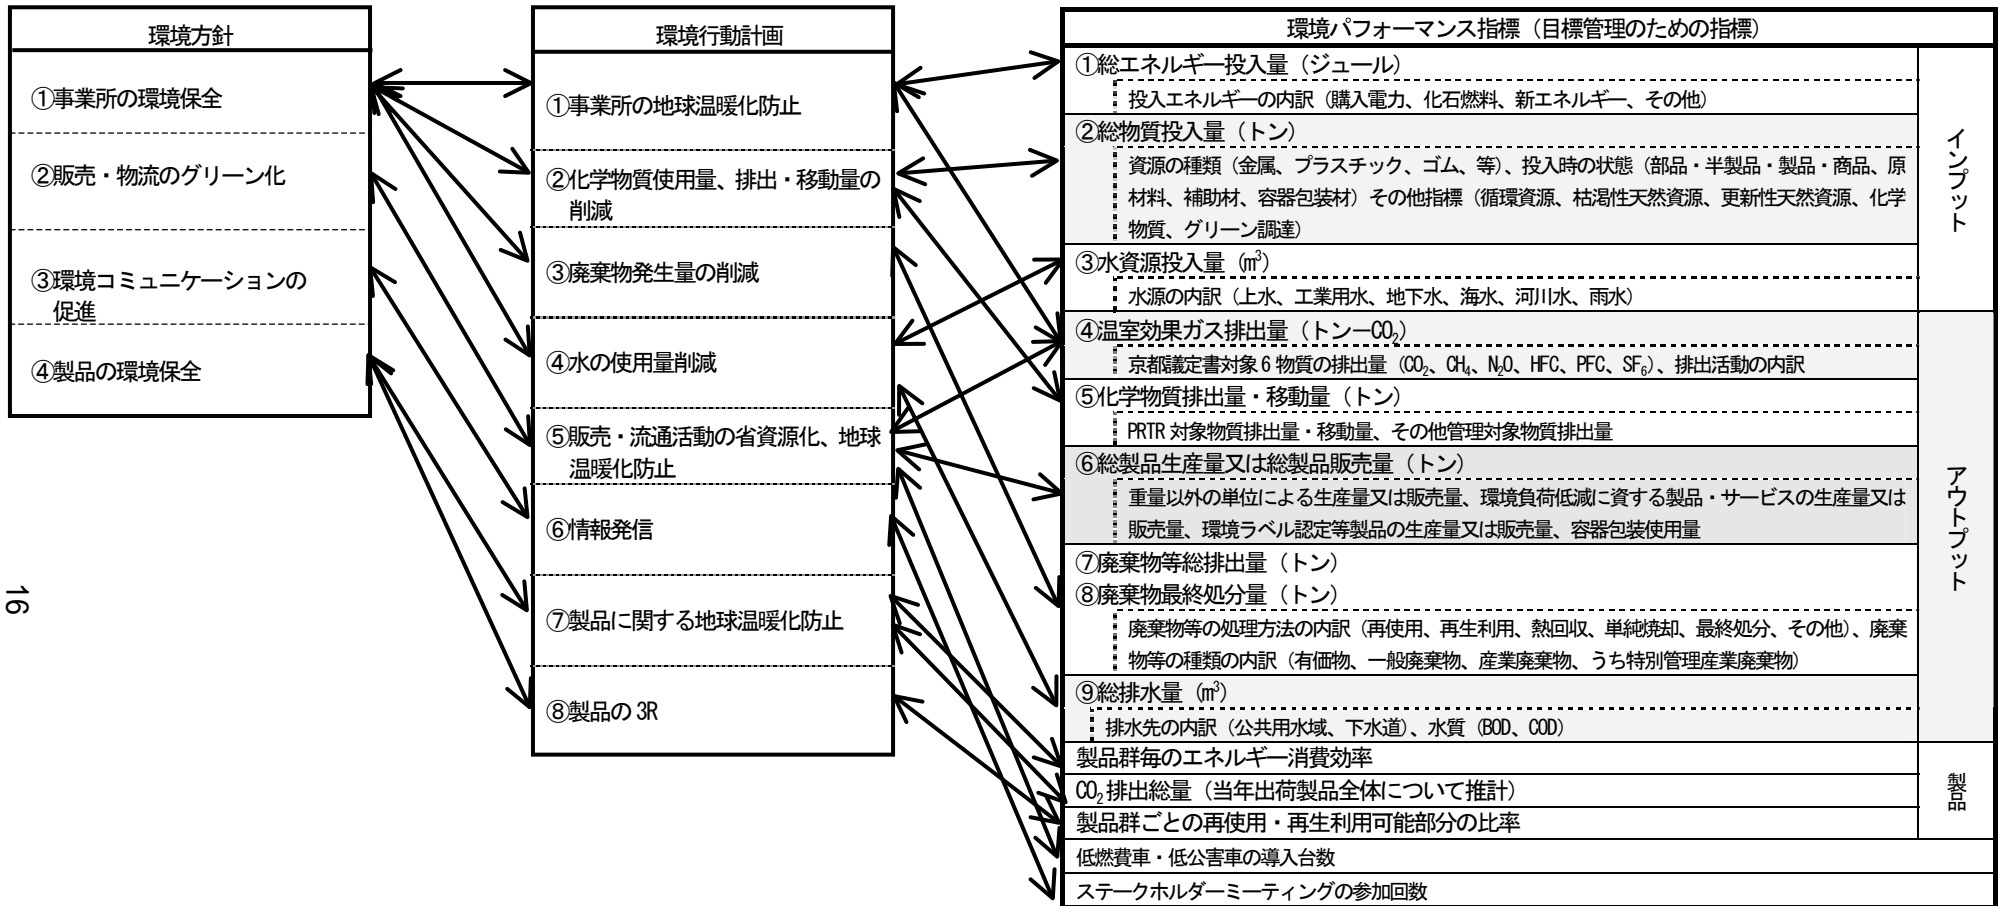 環境方針
①事業所の環境保全
②販売・物流のグリーン化
③環境コミュニケーションの
促進
④製品の環境保全
環境行動計画
①事業所の地球温暖化防止
②化学物質使用量、排出・移動量の
削減
③廃棄物発生量の削減
④水の使用量削減
⑤販売・流通活動の省資源化、地球
温暖化防止
⑥情報発信
⑦製品に関する地球温暖化防止
⑧製品の3R
環境パフォーマンス指標（目標管理のための指標）
①総エネルギー投入量（ジュール）
投入エネルギーの内訳（購入電力、化石燃料、新エネルギー、その他）
②総物質投入量（トン）
資源の種類（金属、プラスチック、ゴム、等）、投入時の状態（部品・半製品・製品・商品、原
材料、補助材、容器包装材）その他指標（循環資源、枯渇性天然資源、更新性天然資源、化学
物質、グリーン調達）
③水資源投入量（m³）
水源の内訳（上水、工業用水、地下水、海水、河川水、雨水）
インプット
④温室効果ガス排出量（トンーCO₂）
京都議定書対象6物質の排出量（CO₂、CH₄、N₂O、HFC、PFC、SF₆）、排出活動の内訳
⑤化学物質排出量・移動量（トン）
PRTR対象物質排出量・移動量、その他管理対象物質排出量
⑥総製品生産量又は総製品販売量（トン）
重量以外の単位による生産量又は販売量、環境負荷低減に資する製品・サービスの生産量又は
販売量、環境ラベル認定等製品の生産量又は販売量、容器包装使用量
⑦廃棄物等総排出量（トン）
⑧廃棄物最終処分量（トン）
廃棄物等の処理方法の内訳（再使用、再生利用、熱回収、単純焼却、最終処分、その他）、廃棄
物等の種類の内訳（有価物、一般廃棄物、産業廃棄物、うち特別管理産業廃棄物）
⑨総排水量（m³）
排水先の内訳（公共用水域、下水道）、水質（BOD、COD）
アウトプット
製品群毎のエネルギー消費効率
CO₂排出総量（当年出荷製品全体について推計）
製品群ごとの再使用・再生利用可能部分の比率
製品
低燃費車・低公害車の導入台数
ステークホルダーミーティングの参加回数
16